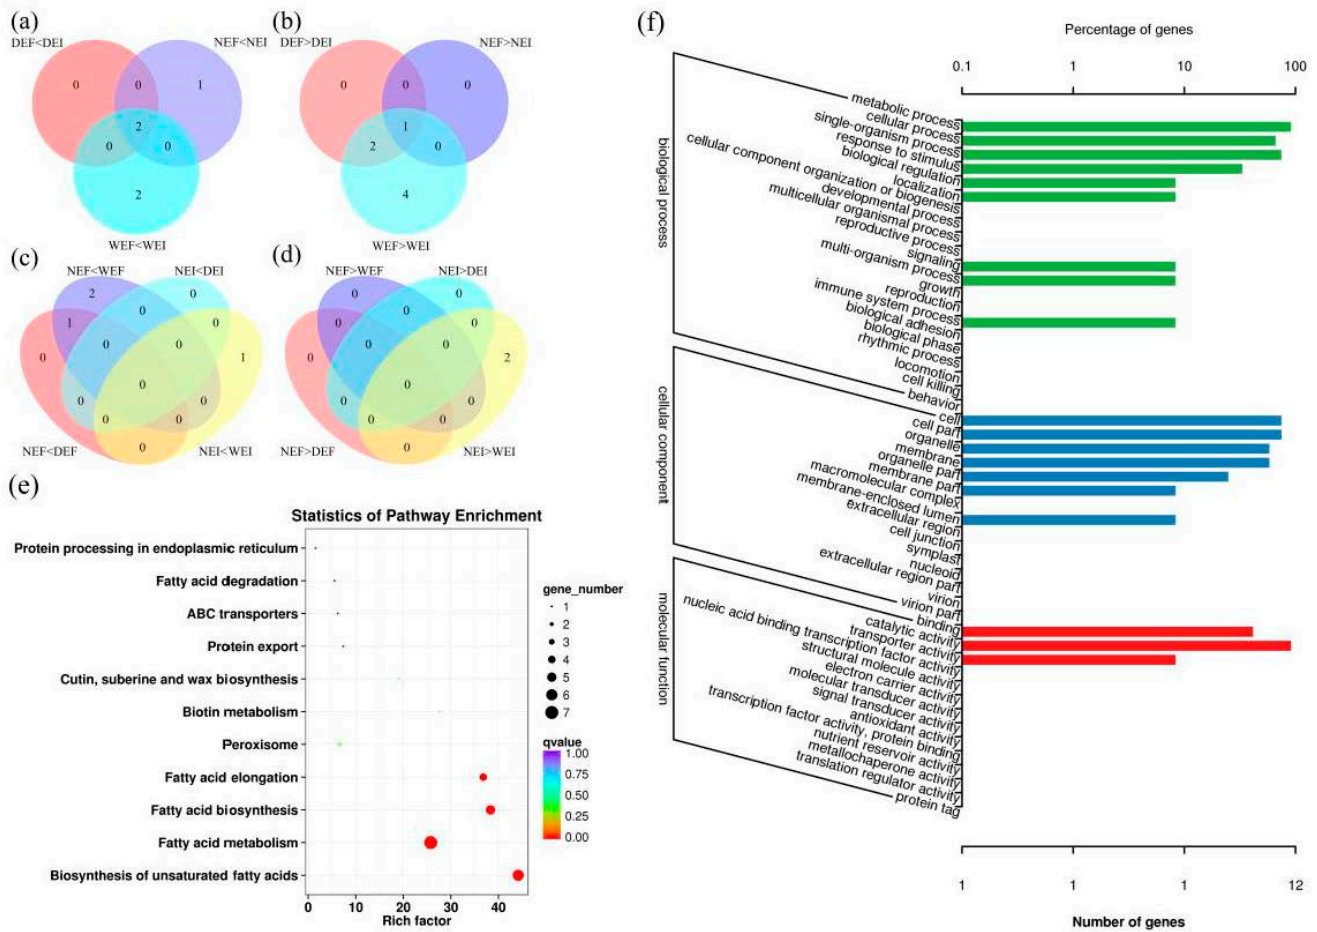 (a)
DEF<DEI
NEF<NEI
0
0
1
2
0
0
2
WEF<WEI
(b)
DEF>DEI
NEF>NEI
0
0
0
1
2
0
4
WEF>WEI
(c)
NEF<WEF
NEI<DEI
2
0
0
1
0
0
0
0
1
0
0
0
0
0
0
NEF<DEF
NEI<WEI
(d)
NEF>WEF
NEI>DEI
0
0
0
0
0
0
0
0
2
0
0
0
0
0
0
NEF>DEF
NEI>WEI
(e)
Statistics of Pathway Enrichment
Protein processing in endoplasmic reticulum
Fatty acid degradation
ABC transporters
Protein export
Cutin, suberine and wax biosynthesis
Biotin metabolism
Peroxisome
Fatty acid elongation
Fatty acid biosynthesis
Fatty acid metabolism
Biosynthesis of unsaturated fatty acids
0 10 20 30 40
Rich factor
gene_number
1
2
3
4
5
6
7
qvalue
1.00
0.75
0.50
0.25
0.00
(f)
Percentage of genes
0.1 1 10 100
biological process
metabolic process
cellular process
single-organism process
response to stimulus
biological regulation
localization
cellular component organization or biogenesis
developmental process
multicellular organismal process
reproductive process
signaling
multi-organism process
growth
reproduction
immune system process
biological adhesion
biological phase
rhythmic process
locomotion
cell killing
behavior
cellular component
cell
cell part
organelle
membrane
organelle part
membrane part
macromolecular complex
membrane-enclosed lumen
extracellular region
cell junction
symplast
nucleoid
extracellular region part
virion
virion part
molecular function
binding
catalytic activity
transporter activity
nucleic acid binding transcription factor activity
structural molecule activity
electron carrier activity
molecular transducer activity
signal transducer activity
antioxidant activity
transcription factor activity, protein binding
nutrient reservoir activity
metallochaperone activity
translation regulator activity
protein tag
1 1 1 12
Number of genes